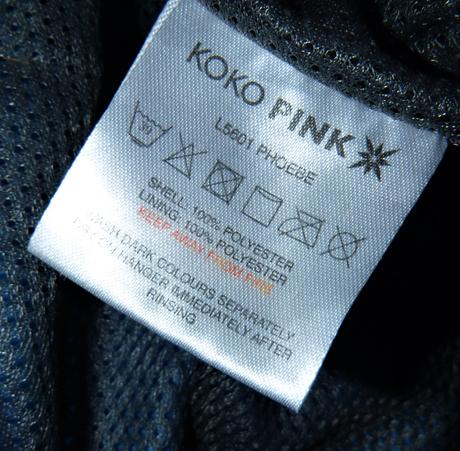 KOKO PINK
L5601 PHOEBE
30
SHELL: 100% POLYESTER
LINING: 100% POLYESTER
KEEP AWAY FROM FIRE
WASH DARK COLOURS SEPARATELY
HANGER IMMEDIATELY AFTER
RINSING